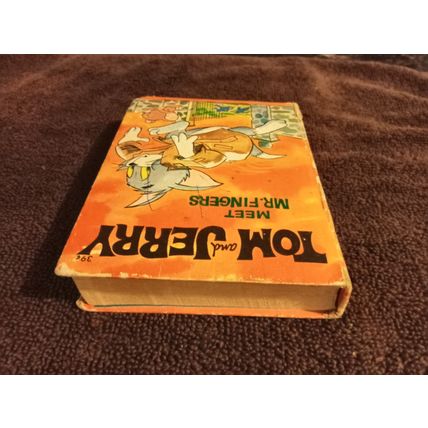 TOM and JERRY
MEET
MR. FINGERS
39¢